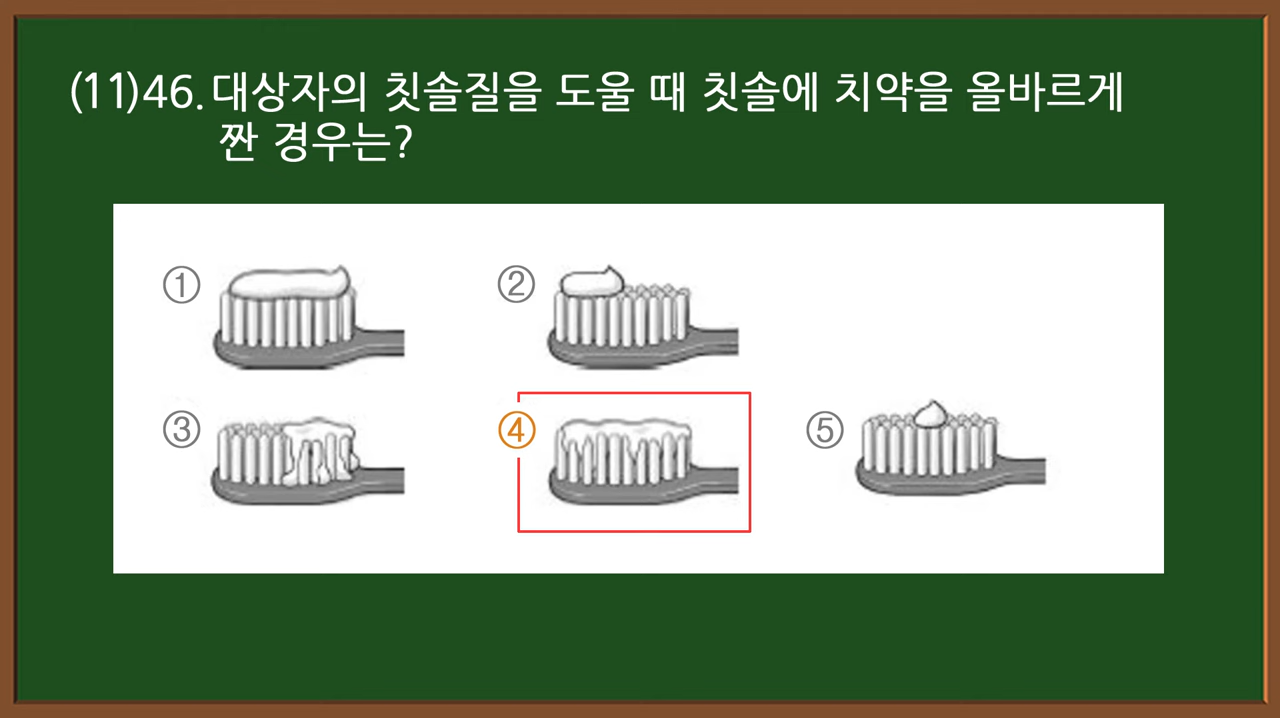 (11)46. 대상자의 칫솔질을 도울 때 칫솔에 치약을 올바르게
짠 경우는?
① ②
③ ④ ⑤